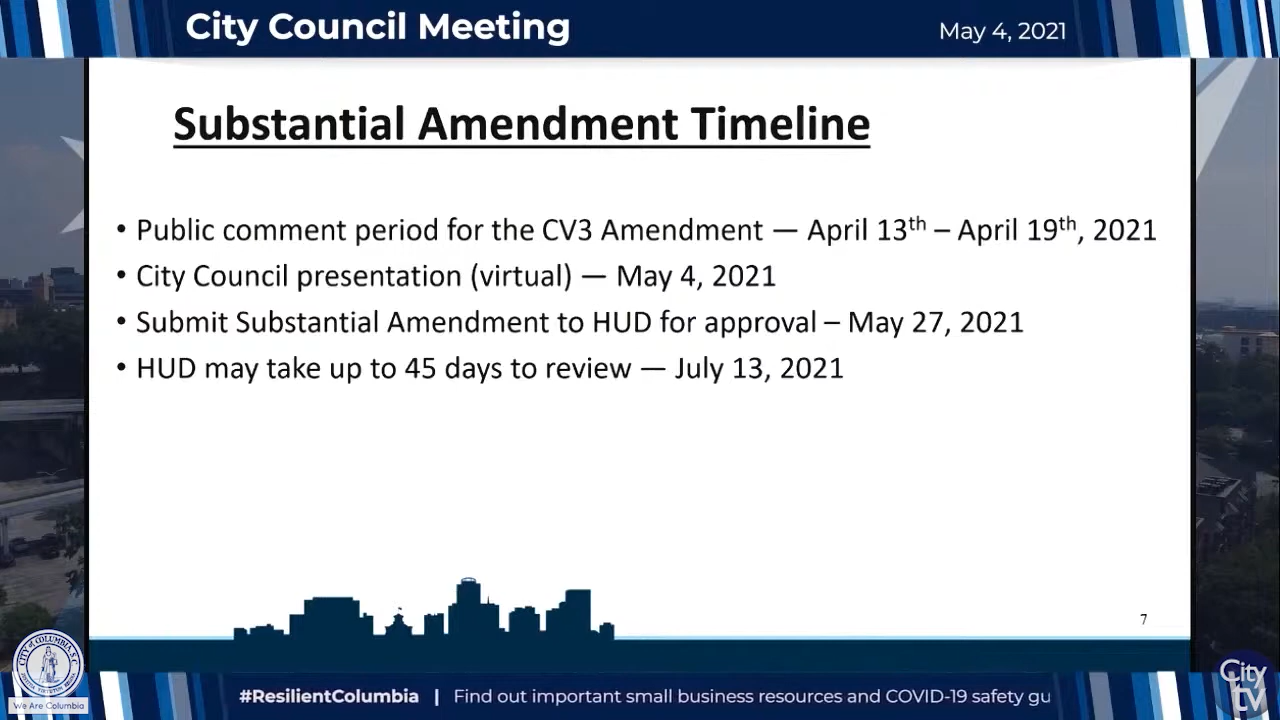 City Council Meeting
May 4, 2021
Substantial Amendment Timeline
• Public comment period for the CV3 Amendment — April 13th – April 19th, 2021
• City Council presentation (virtual) — May 4, 2021
• Submit Substantial Amendment to HUD for approval – May 27, 2021
• HUD may take up to 45 days to review — July 13, 2021
7
CITY of COLUMBIA, S.C.
We Are Columbia
#ResilientColumbia | Find out important small business resources and COVID-19 safety gu
City
tv